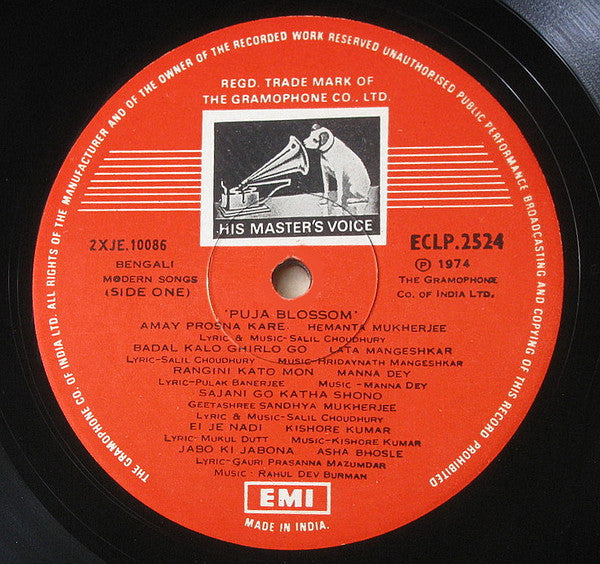 THE GRAMOPHONE CO. OF INDIA LTD. ALL RIGHTS OF THE MANUFACTURER AND OF THE OWNER OF THE RECORDED WORK RESERVED UNAUTHORISED PUBLIC PERFORMANCE BROADCASTING AND COPYING OF THIS RECORD PROHIBITED
REGD. TRADE MARK OF
THE GRAMOPHONE CO., LTD.
HIS MASTER'S VOICE
2XJE.10086
BENGALI
MODERN SONGS
(SIDE ONE)
ECLP.2524
Ⓟ 1974
THE GRAMOPHONE
CO. OF INDIA LTD.
'PUJA BLOSSOM'
AMAY PROSNA KARE. HEMANTA MUKHERJEE
LYRIC & MUSIC-SALIL CHOUDHURY
BADAL KALO GHIRLO GO LATA MANGESHKAR
LYRIC-SALIL CHOUDHURY MUSIC-HRIDAYNATH MANGESHKAR
RANGINI KATO MON MANNA DEY
LYRIC-PULAK BANERJEE MUSIC-MANNA DEY
SAJANI GO KATHA SHONO
GEETASHREE SANDHYA MUKHERJEE
LYRIC & MUSIC-SALIL CHOUDHURY
EI JE NADI KISHORE KUMAR
LYRIC-MUKUL DUTT MUSIC-KISHORE KUMAR
JABO KI JABONA ASHA BHOSLE
LYRIC-GAURI PRASANNA MAZUMDAR
MUSIC: RAHUL DEV BURMAN
EMI
MADE IN INDIA.